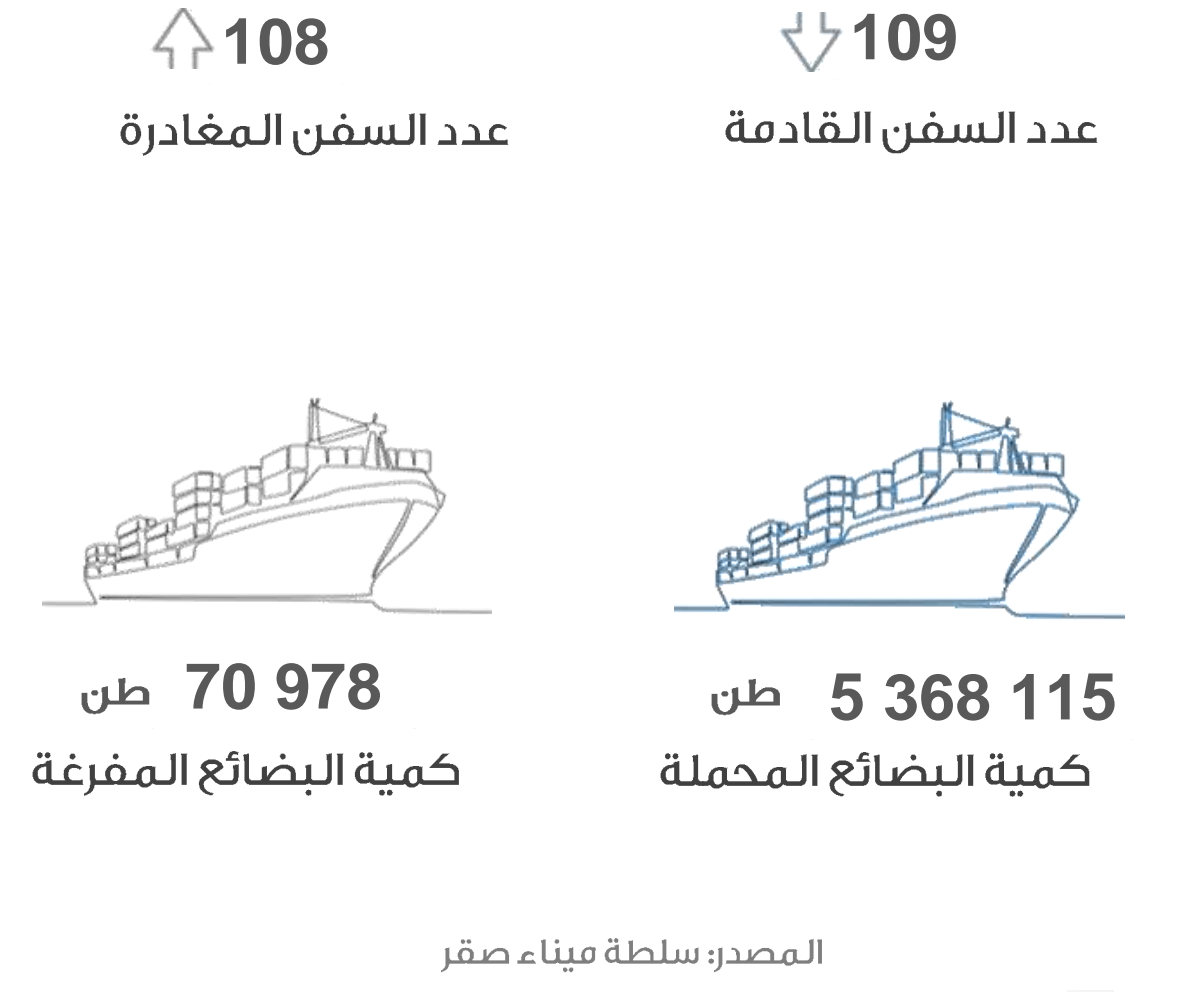 109
عدد السفن القادمة
108
عدد السفن المغادرة
5 368 115 طن
كمية البضائع المحملة
70 978 طن
كمية البضائع المفرغة
المصدر: سلطة ميناء صقر